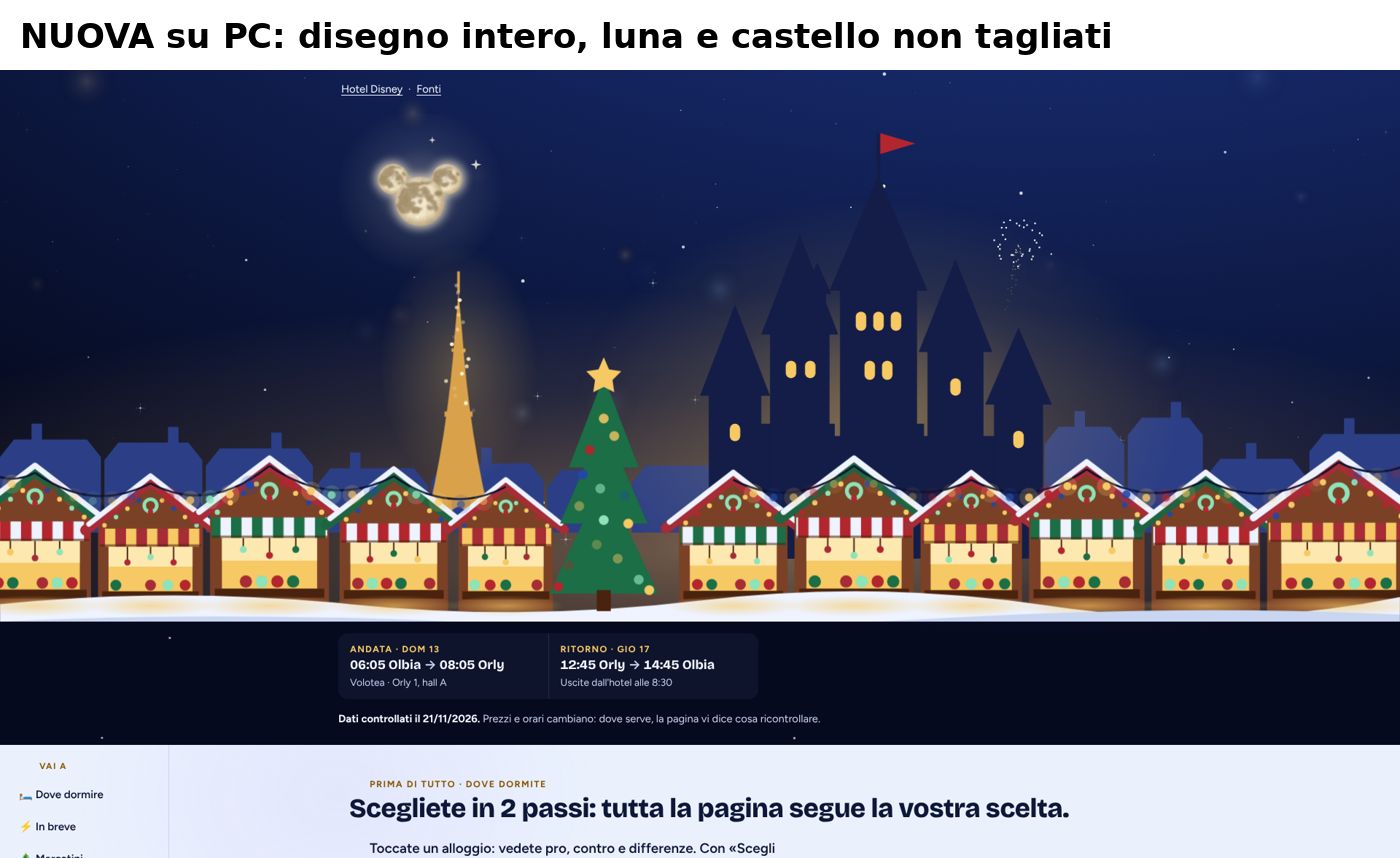 NUOVA su PC: disegno intero, luna e castello non tagliati
Hotel Disney · Fonti
ANDATA · DOM 13
06:05 Olbia → 08:05 Orly
Volotea · Orly 1, hall A
RITORNO · GIO 17
12:45 Orly → 14:45 Olbia
Uscite dall'hotel alle 8:30
Dati controllati il 21/11/2026. Prezzi e orari cambiano: dove serve, la pagina vi dice cosa ricontrollare.
VAI A
Dove dormire
In breve
PRIMA DI TUTTO · DOVE DORMITE
Scegliete in 2 passi: tutta la pagina segue la vostra scelta.
Toccate un alloggio: vedete pro, contro e differenze. Con «Scegli